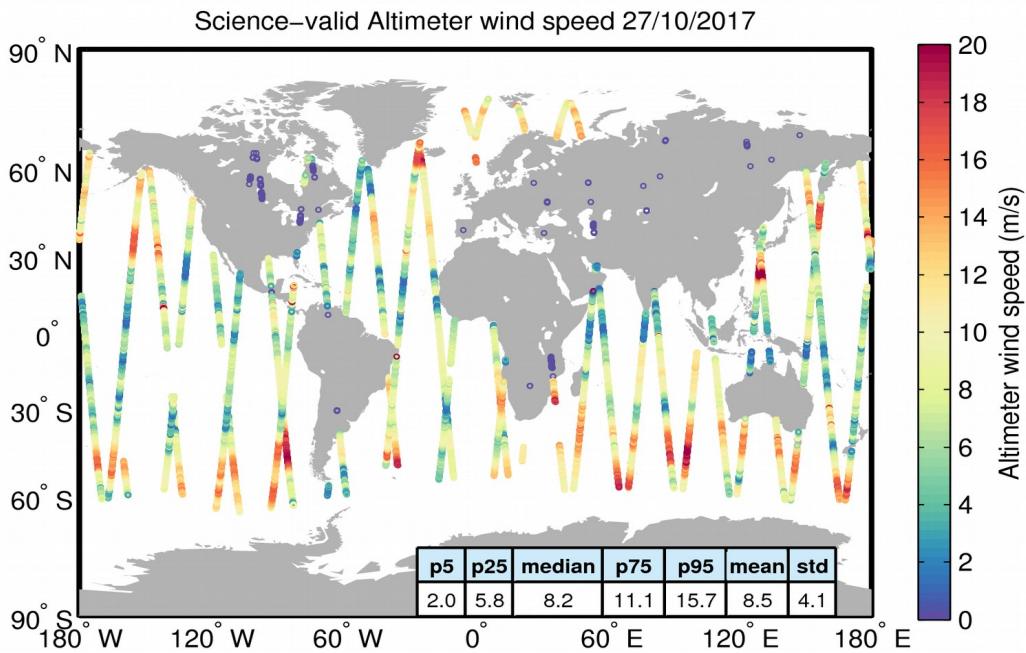 Science−valid Altimeter wind speed 27/10/2017
90° N
60° N
30° N
0°
30° S
60° S
90° S
180° W
120° W
60° W
0°
60° E
120° E
180° E
p5 p25 median p75 p95 mean std
2.0 5.8 8.2 11.1 15.7 8.5 4.1
20
18
16
14
12
10
8
6
4
2
0
Altimeter wind speed (m/s)